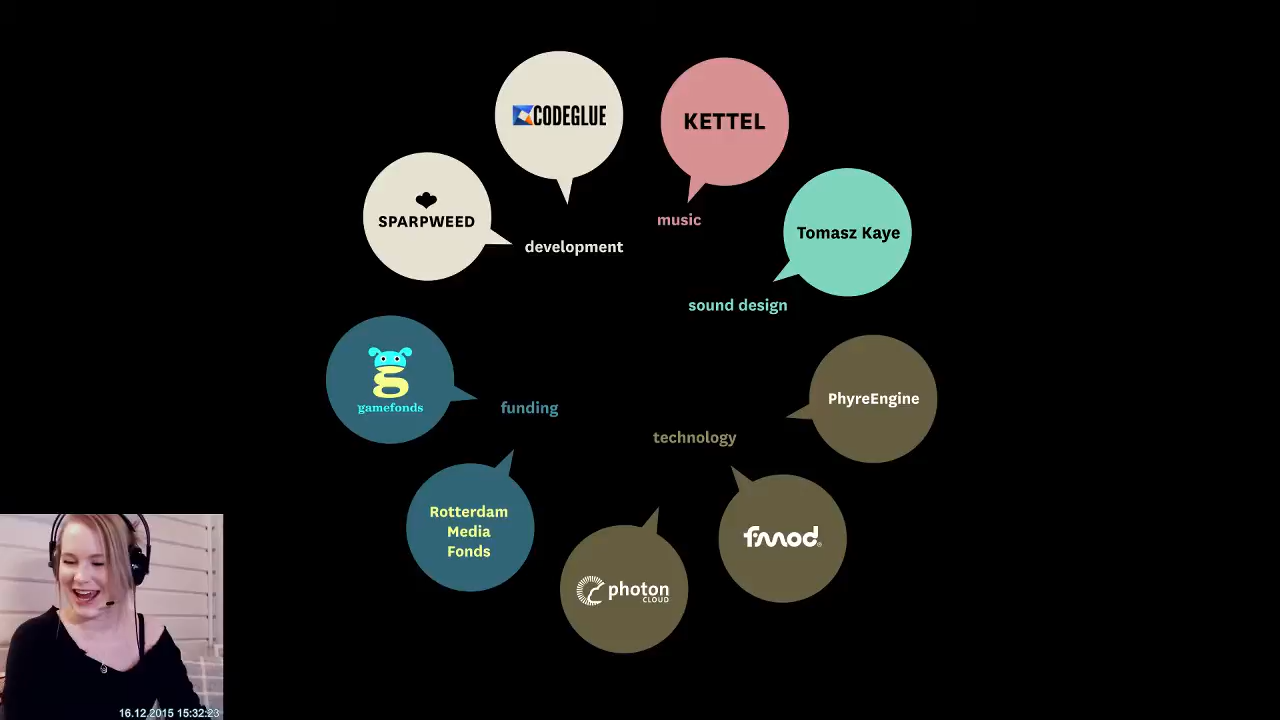 CODEGLUE
KETTEL
SPARPWEED
music
Tomasz Kaye
development
sound design
gamefonds
funding
PhyreEngine
technology
Rotterdam
Media
Fonds
fmod®
photon
CLOUD
16.12.2015 15:32:23